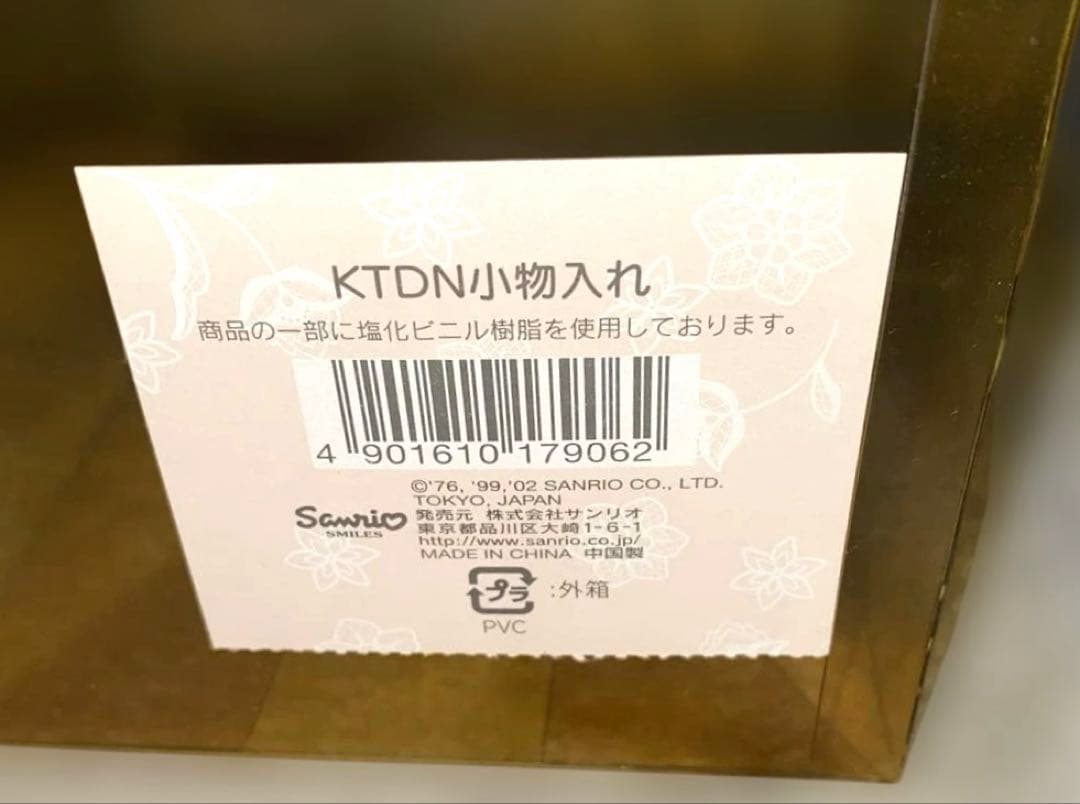 KTDN小物入れ
商品の一部に塩化ビニル樹脂を使用しております。
4 901610 179062
©'76, '99,'02 SANRIO CO., LTD.
TOKYO, JAPAN
Sanrio
SMILES
発売元 株式会社サンリオ
東京都品川区大崎1-6-1
http://www.sanrio.co.jp/
MADE IN CHINA 中国製
プラ :外箱
PVC